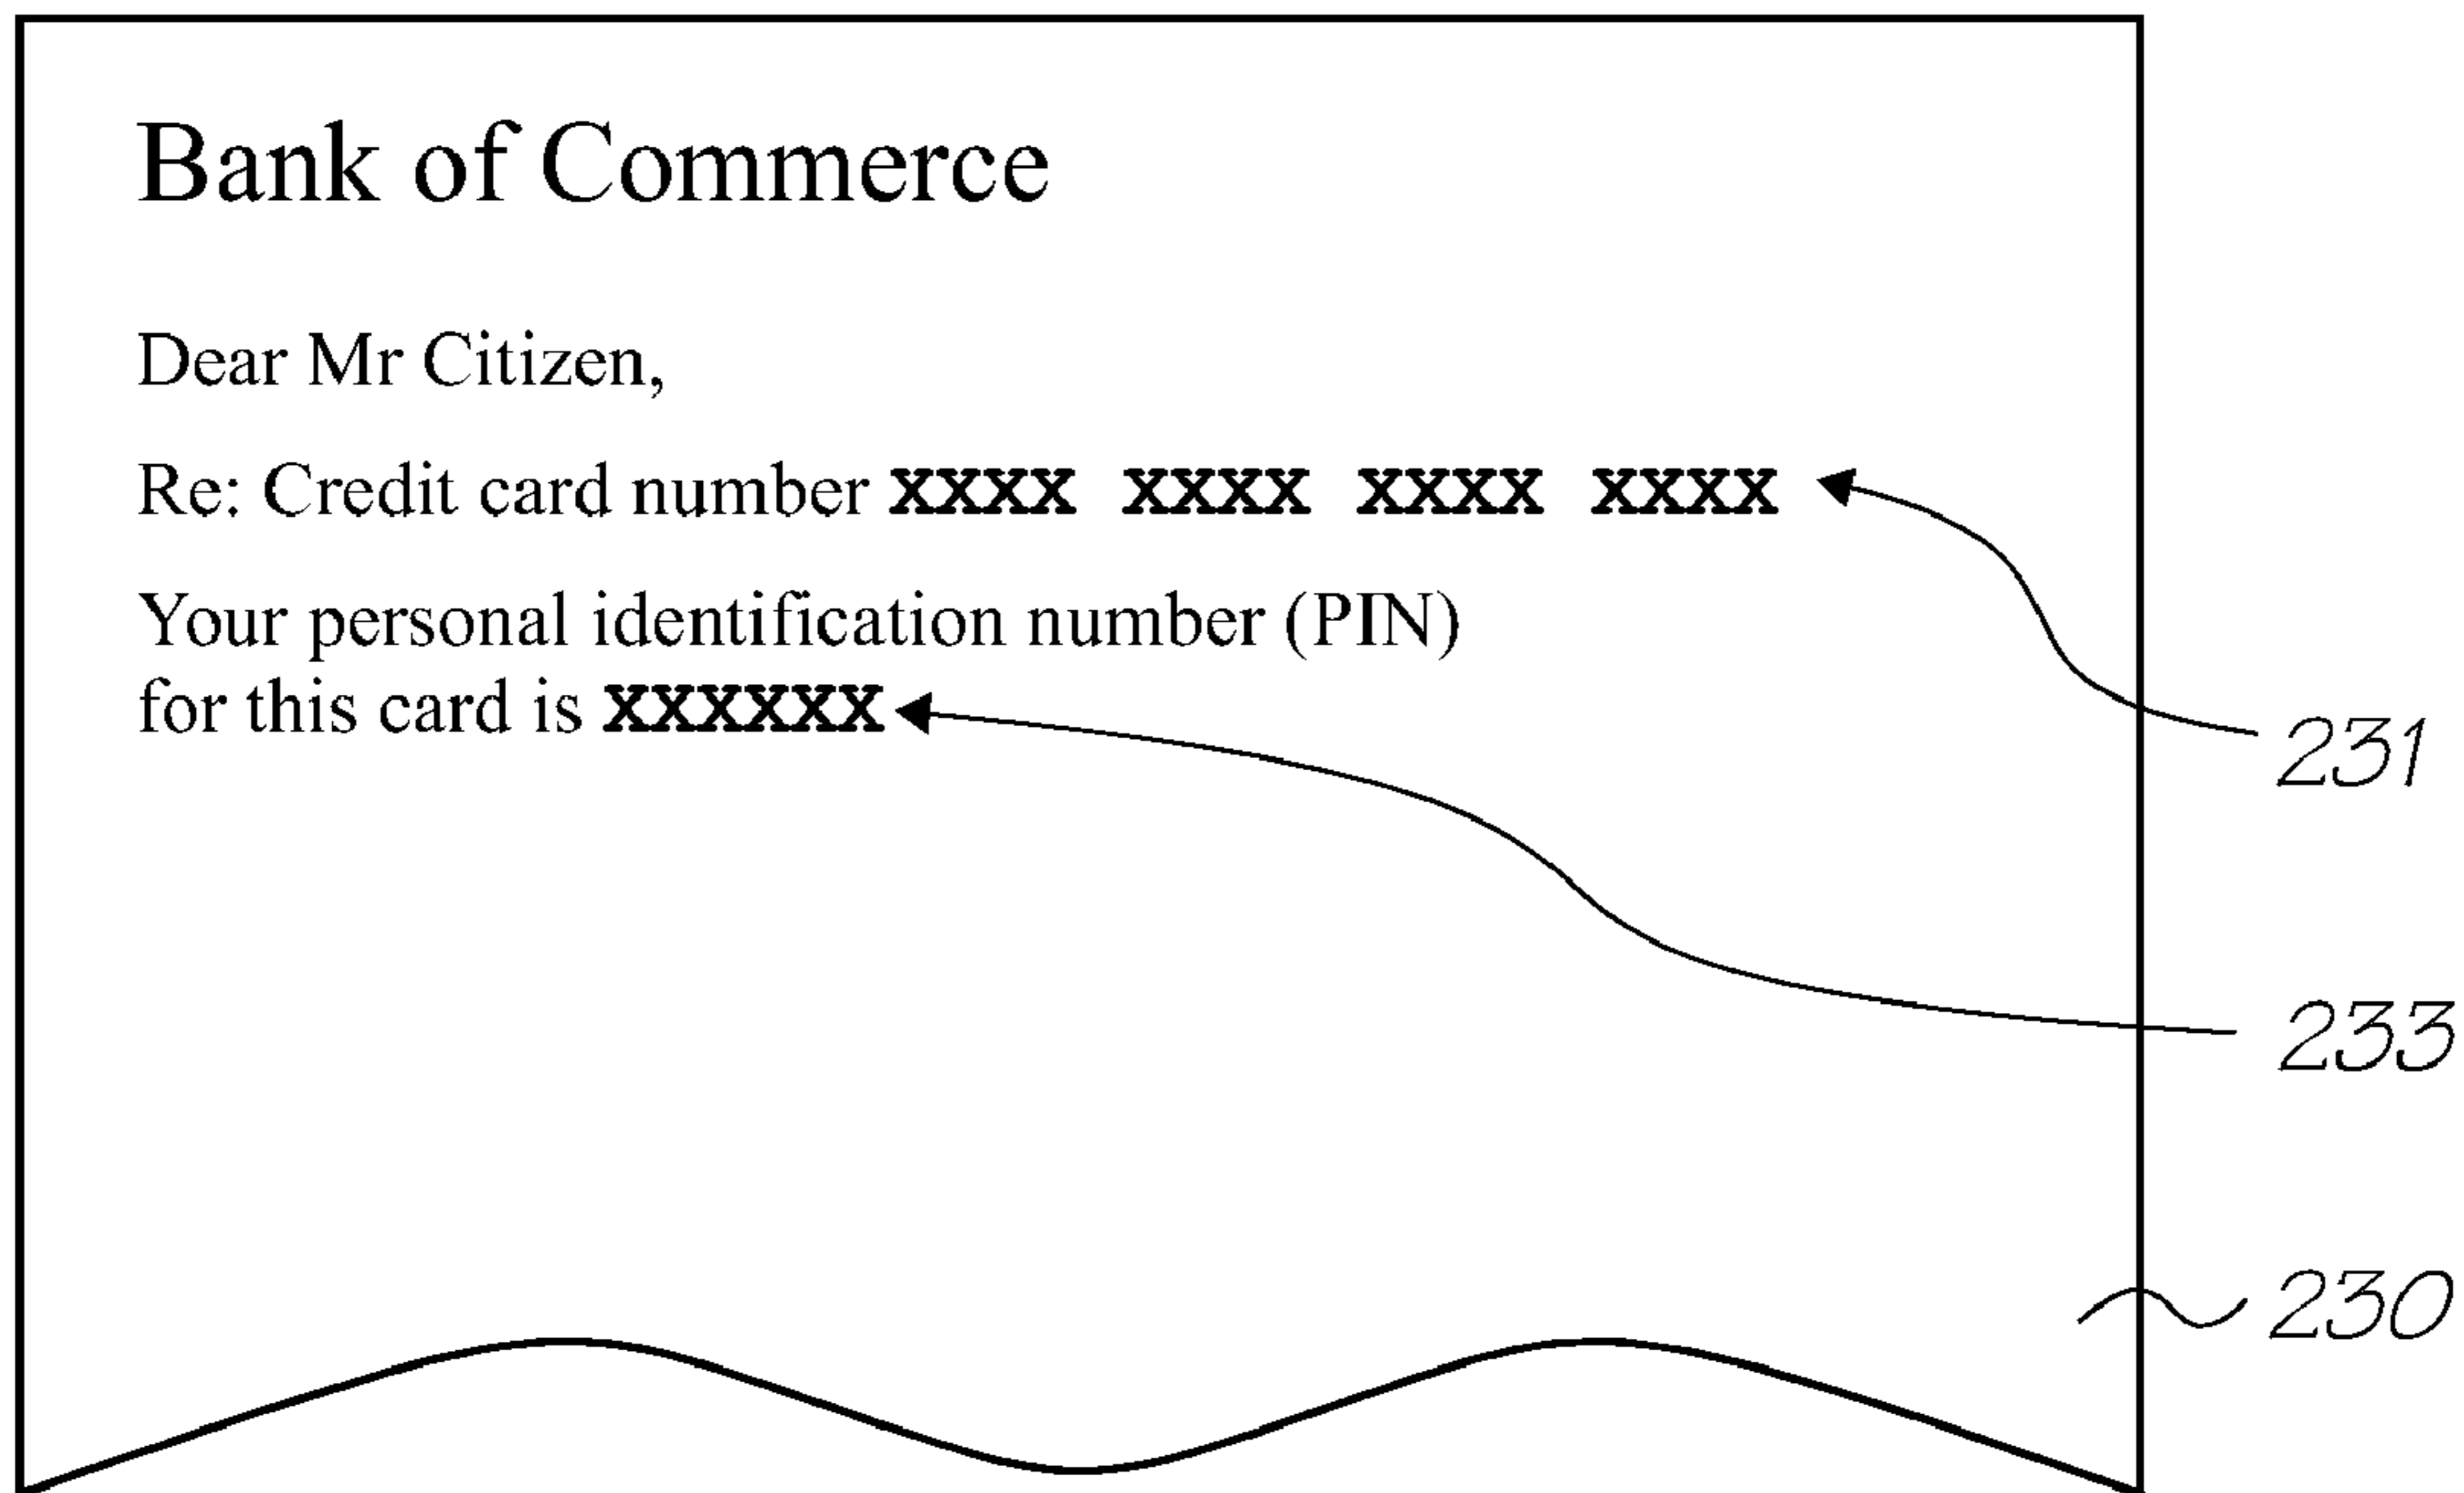 Bank of Commerce
Dear Mr Citizen,
Re: Credit card number xxxx xxxx xxxx xxxx
Your personal identification number (PIN)
for this card is xxxxxx
231
233
230